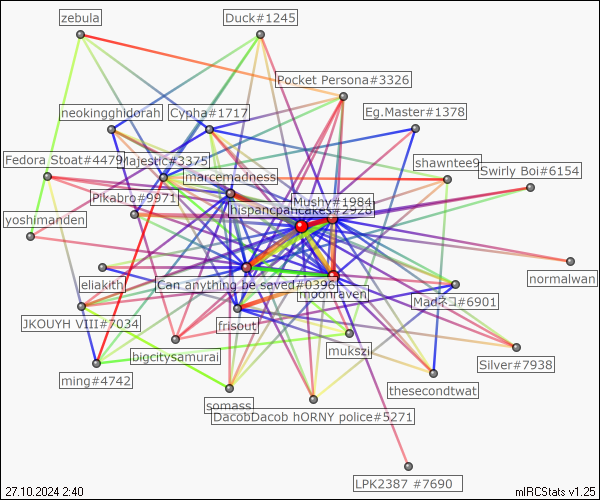 zebula
Duck#1245
Pocket Persona#3326
neokingghidorah
Cypha#1717
Eg.Master#1378
Fedora Stoat#4479
Majestic#3375
shawntee9
Swirly Boi#6154
marcemadness
Pikabro#9971
Mushy#1984
hispancpancakes#2928
yoshimanden
eliakith
Can anything be saved#0396
normalwan
moonraven
Madネコ#6901
JKOUYH VIII#7034
frisout
bigcitysamurai
mukszi
Silver#7938
ming#4742
thesecondtwat
somass
DacobDacob hORNY police#5271
LPK2387 #7690
27.10.2024 2:40
mIRCStats v1.25